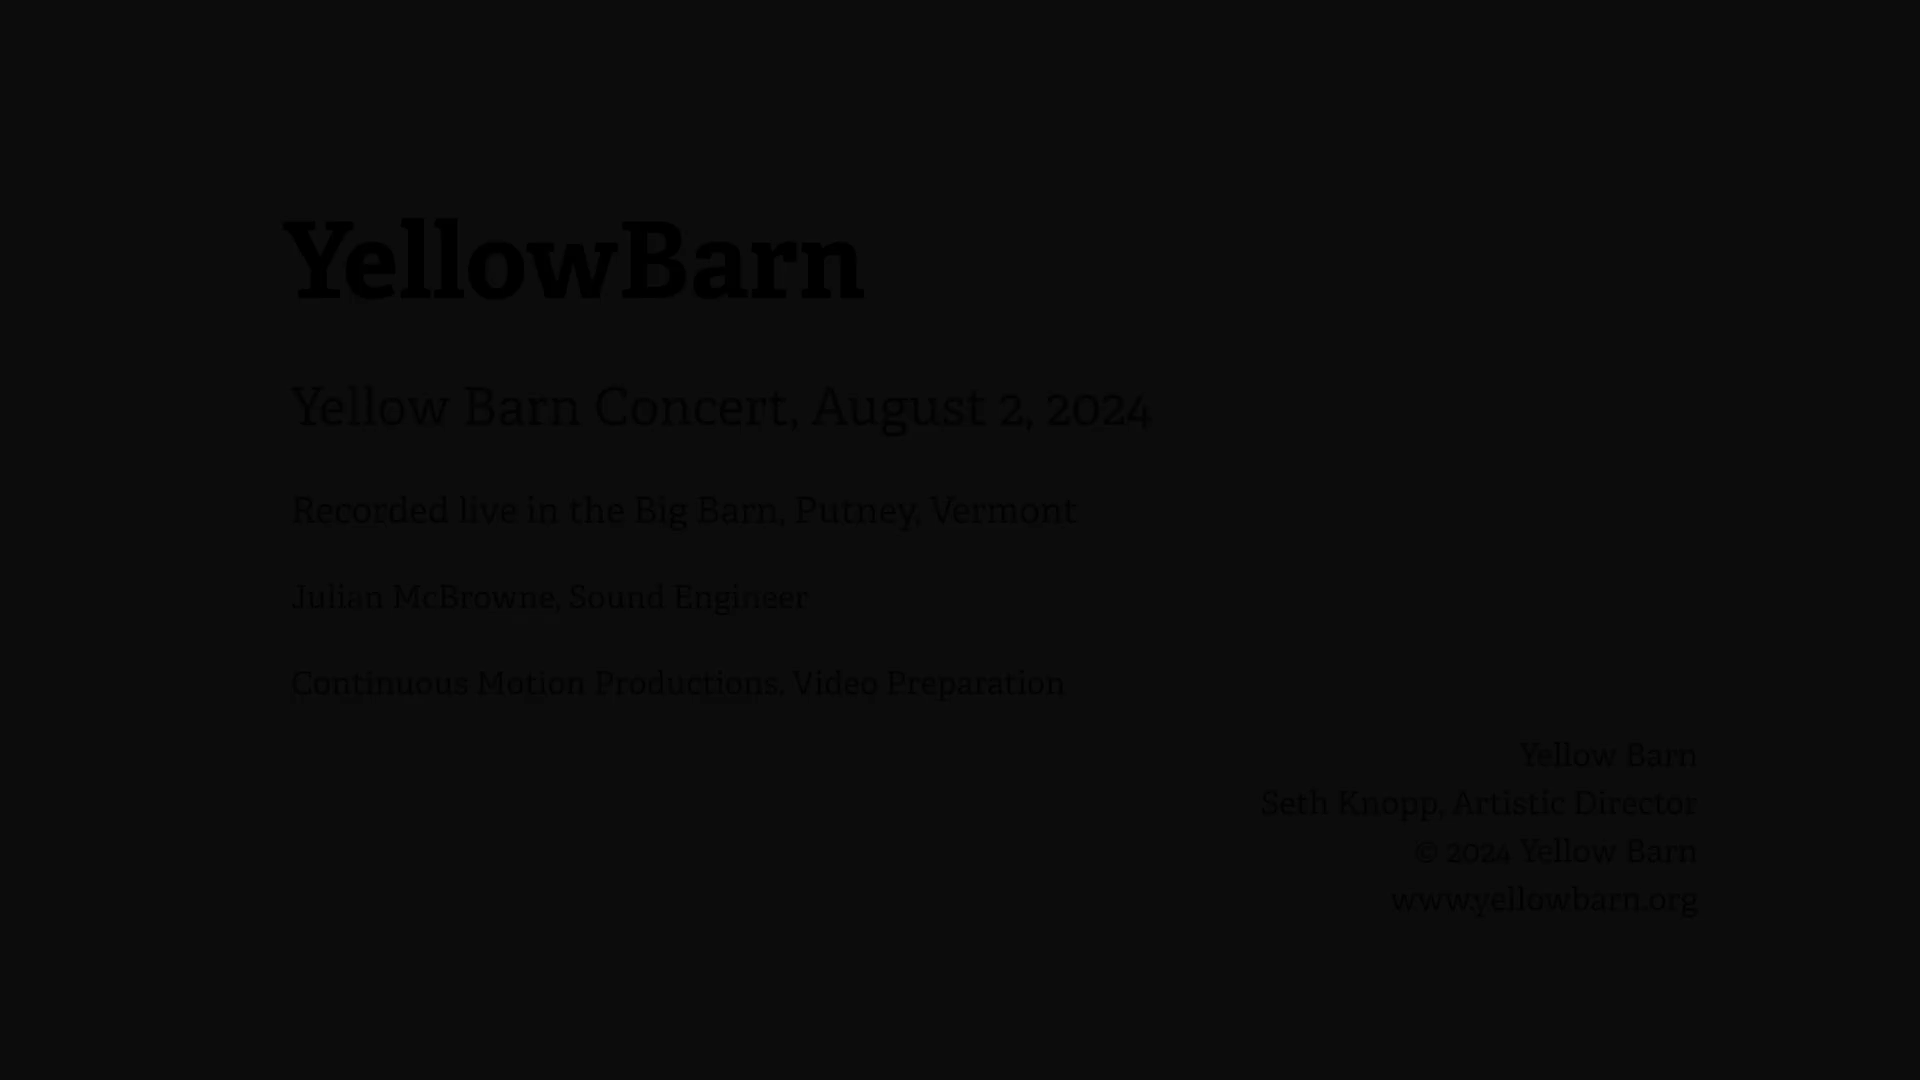 YellowBarn
Yellow Barn Concert, August 2, 2024
Recorded live in the Big Barn, Putney, Vermont
Julian McBrowne, Sound Engineer
Continuous Motion Productions, Video Preparation
Yellow Barn
Seth Knopp, Artistic Director
© 2024 Yellow Barn
www.yellowbarn.org